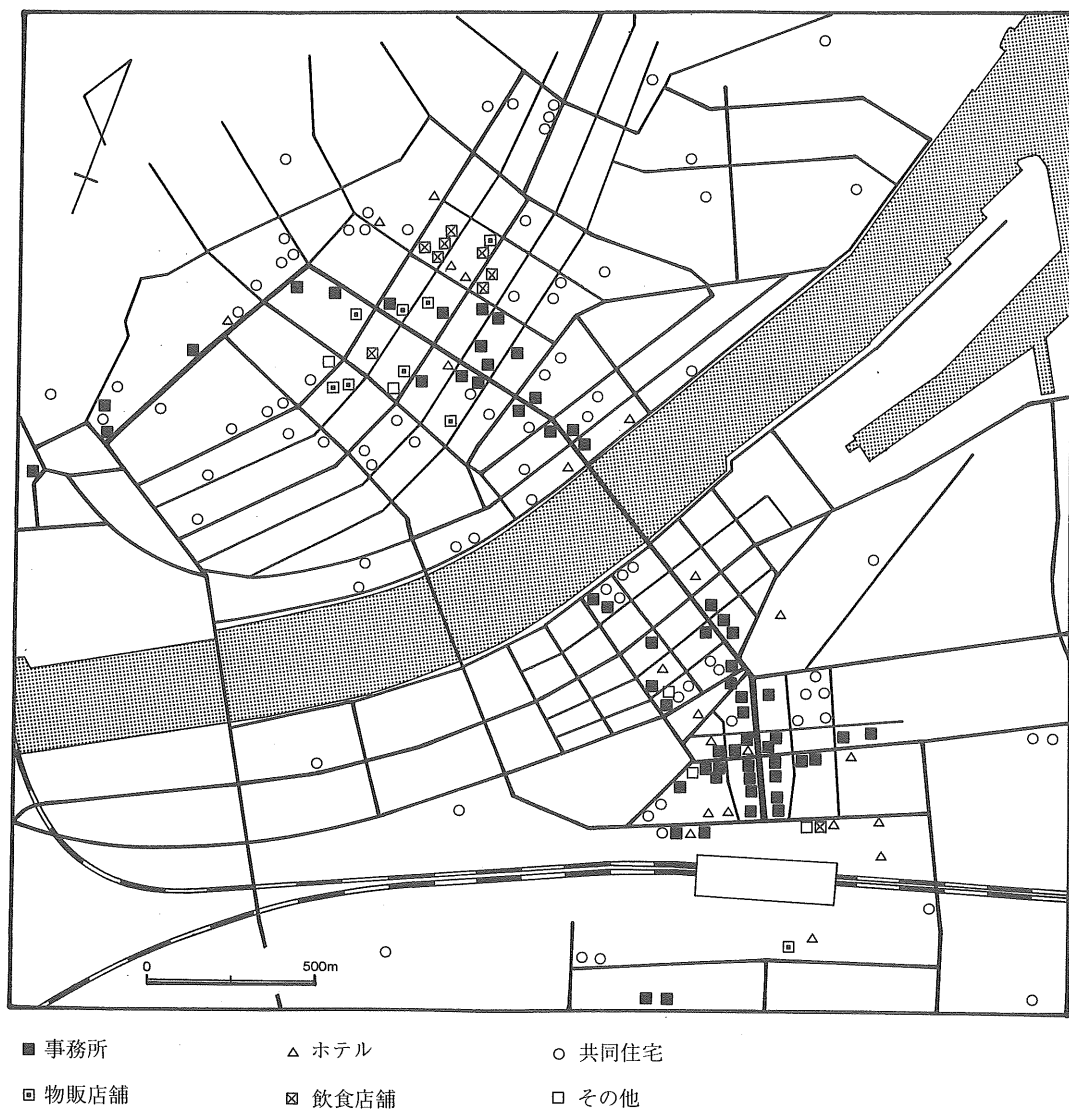 0 500m
■ 事務所 △ ホテル ○ 共同住宅
▣ 物販店舗 ⊠ 飲食店舗 □ その他